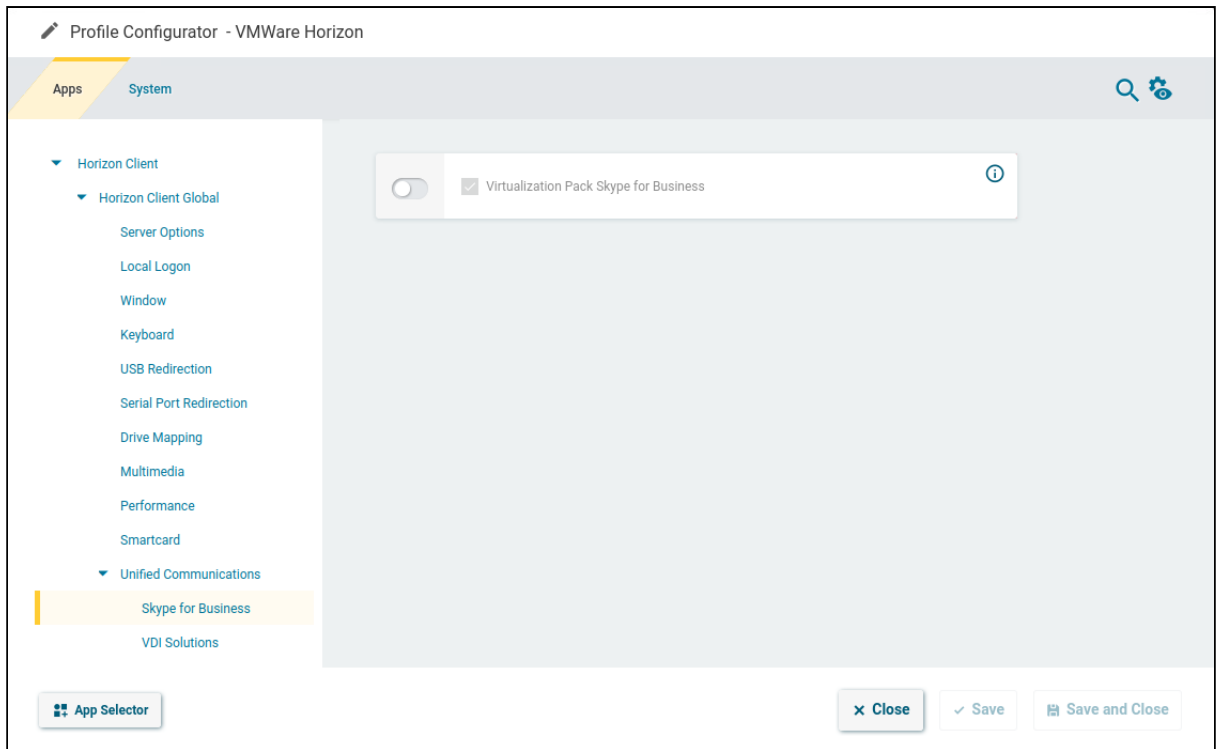 Profile Configurator - VMWare Horizon
Apps
System
Horizon Client
Horizon Client Global
Server Options
Local Logon
Window
Keyboard
USB Redirection
Serial Port Redirection
Drive Mapping
Multimedia
Performance
Smartcard
Unified Communications
Skype for Business
VDI Solutions
Virtualization Pack Skype for Business
App Selector
Close
Save
Save and Close